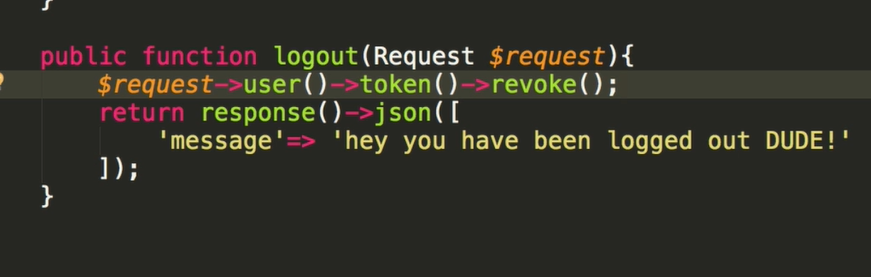 }
public function logout(Request $request){
$request->user()->token()->revoke();
return response()->json([
'message'=> 'hey you have been logged out DUDE!'
]);
}